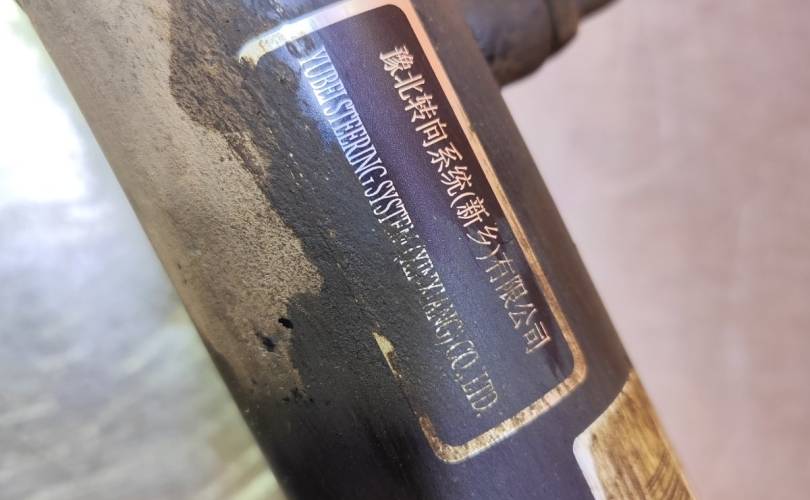 豫北转向系统(新乡)有限公司
YUBEI STEERING SYSTEM (XINXIANG) CO., LTD.